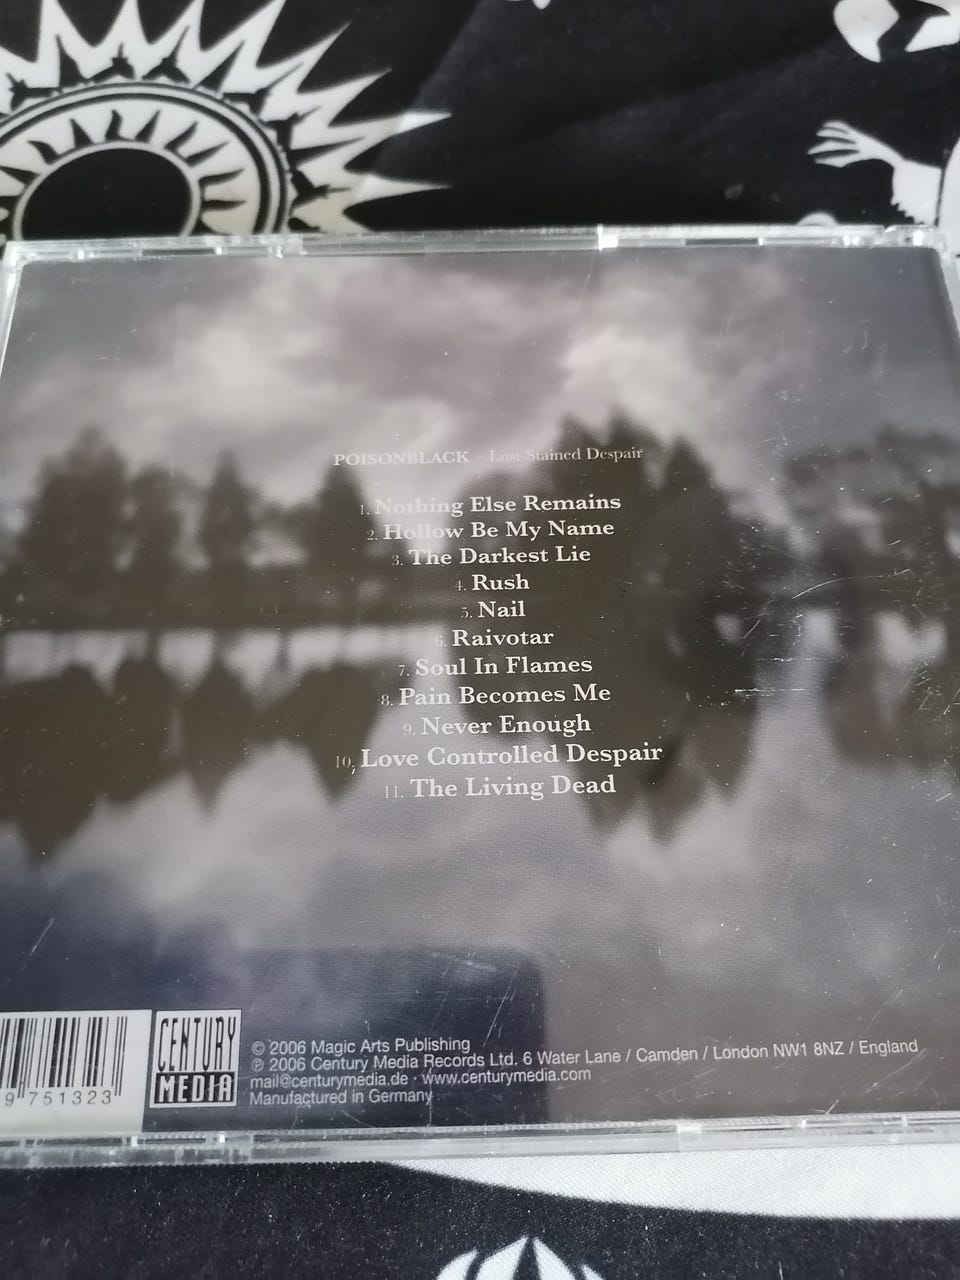 POISONBLACK - Lust Stained Despair
1. Nothing Else Remains
2. Hollow Be My Name
3. The Darkest Lie
4. Rush
5. Nail
6. Raivotar
7. Soul In Flames
8. Pain Becomes Me
9. Never Enough
10. Love Controlled Despair
11. The Living Dead
9 751323
CENTURY
MEDIA
© 2006 Magic Arts Publishing
℗ 2006 Century Media Records Ltd. 6 Water Lane / Camden / London NW1 8NZ / England
mail@centurymedia.de · www.centurymedia.com
Manufactured in Germany